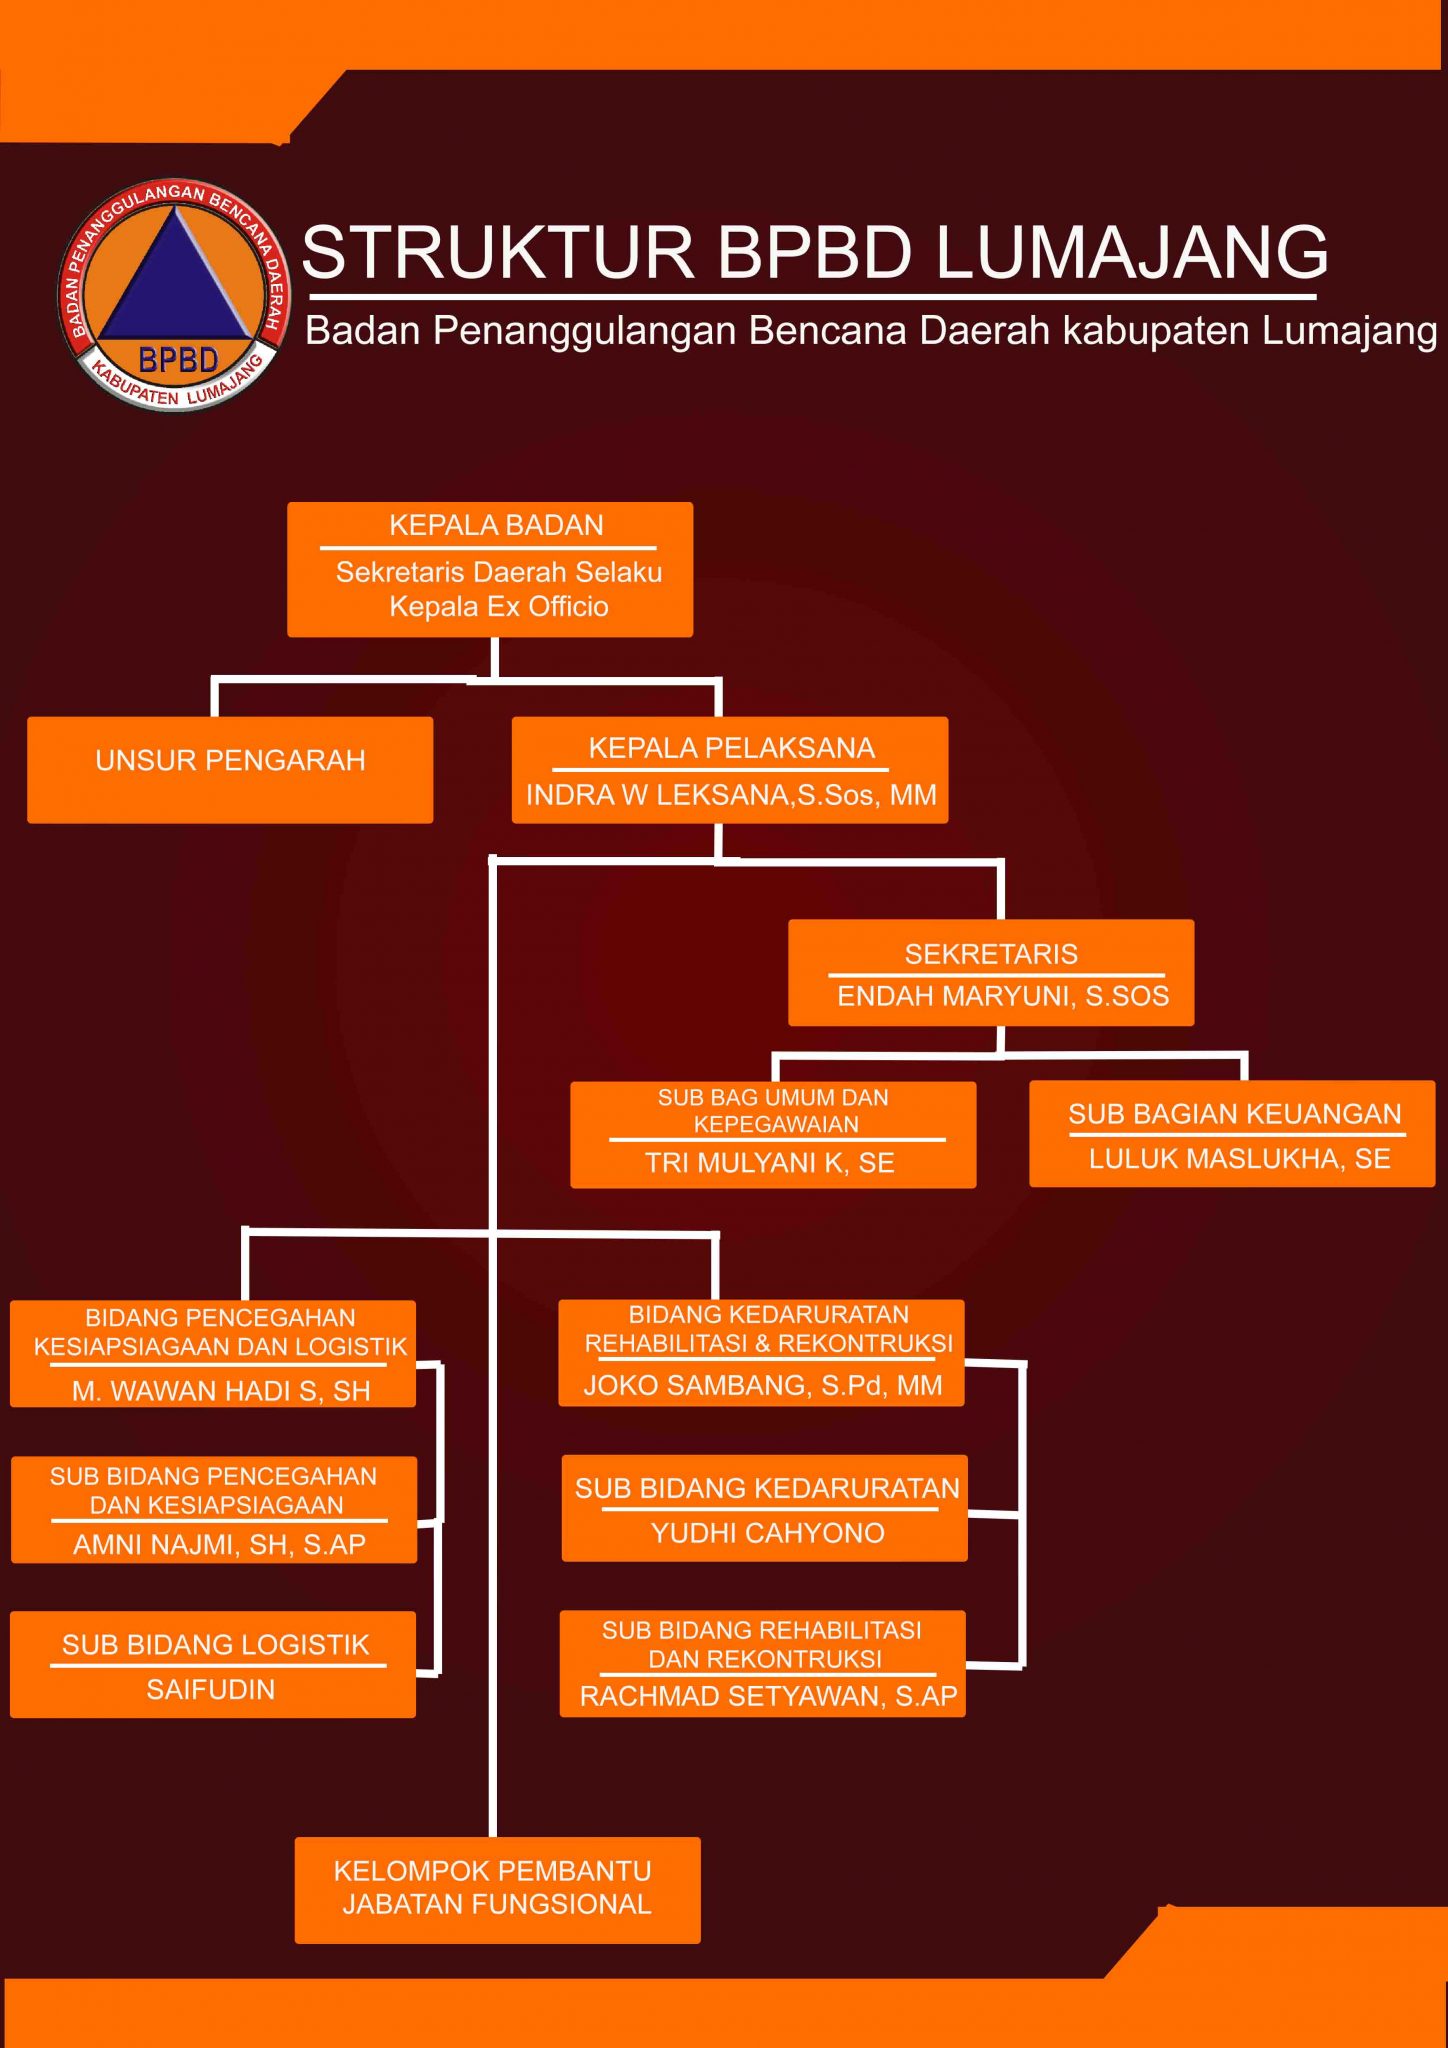 BADAN PENANGGULANGAN BENCANA DAERAH
BPBD
KABUPATEN LUMAJANG
STRUKTUR BPBD LUMAJANG
Badan Penanggulangan Bencana Daerah kabupaten Lumajang
KEPALA BADAN
Sekretaris Daerah Selaku
Kepala Ex Officio
UNSUR PENGARAH
KEPALA PELAKSANA
INDRA W LEKSANA,S.Sos, MM
SEKRETARIS
ENDAH MARYUNI, S.SOS
SUB BAG UMUM DAN
KEPEGAWAIAN
TRI MULYANI K, SE
SUB BAGIAN KEUANGAN
LULUK MASLUKHA, SE
BIDANG PENCEGAHAN
KESIAPSIAGAAN DAN LOGISTIK
M. WAWAN HADI S, SH
BIDANG KEDARURATAN
REHABILITASI & REKONTRUKSI
JOKO SAMBANG, S.Pd, MM
SUB BIDANG PENCEGAHAN
DAN KESIAPSIAGAAN
AMNI NAJMI, SH, S.AP
SUB BIDANG KEDARURATAN
YUDHI CAHYONO
SUB BIDANG LOGISTIK
SAIFUDIN
SUB BIDANG REHABILITASI
DAN REKONTRUKSI
RACHMAD SETYAWAN, S.AP
KELOMPOK PEMBANTU
JABATAN FUNGSIONAL